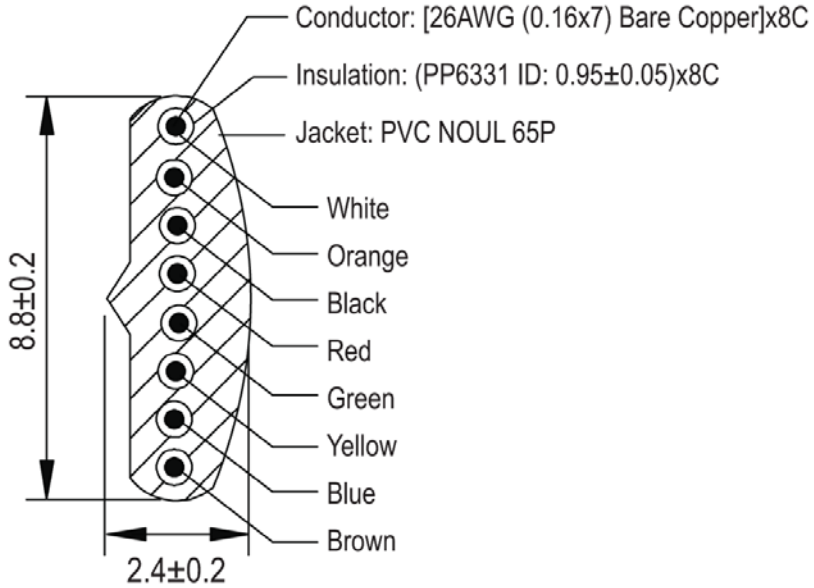 Conductor: [26AWG (0.16x7) Bare Copper]x8C
Insulation: (PP6331 ID: 0.95±0.05)x8C
Jacket: PVC NOUL 65P
White
Orange
Black
Red
Green
Yellow
Blue
Brown
8.8±0.2
2.4±0.2